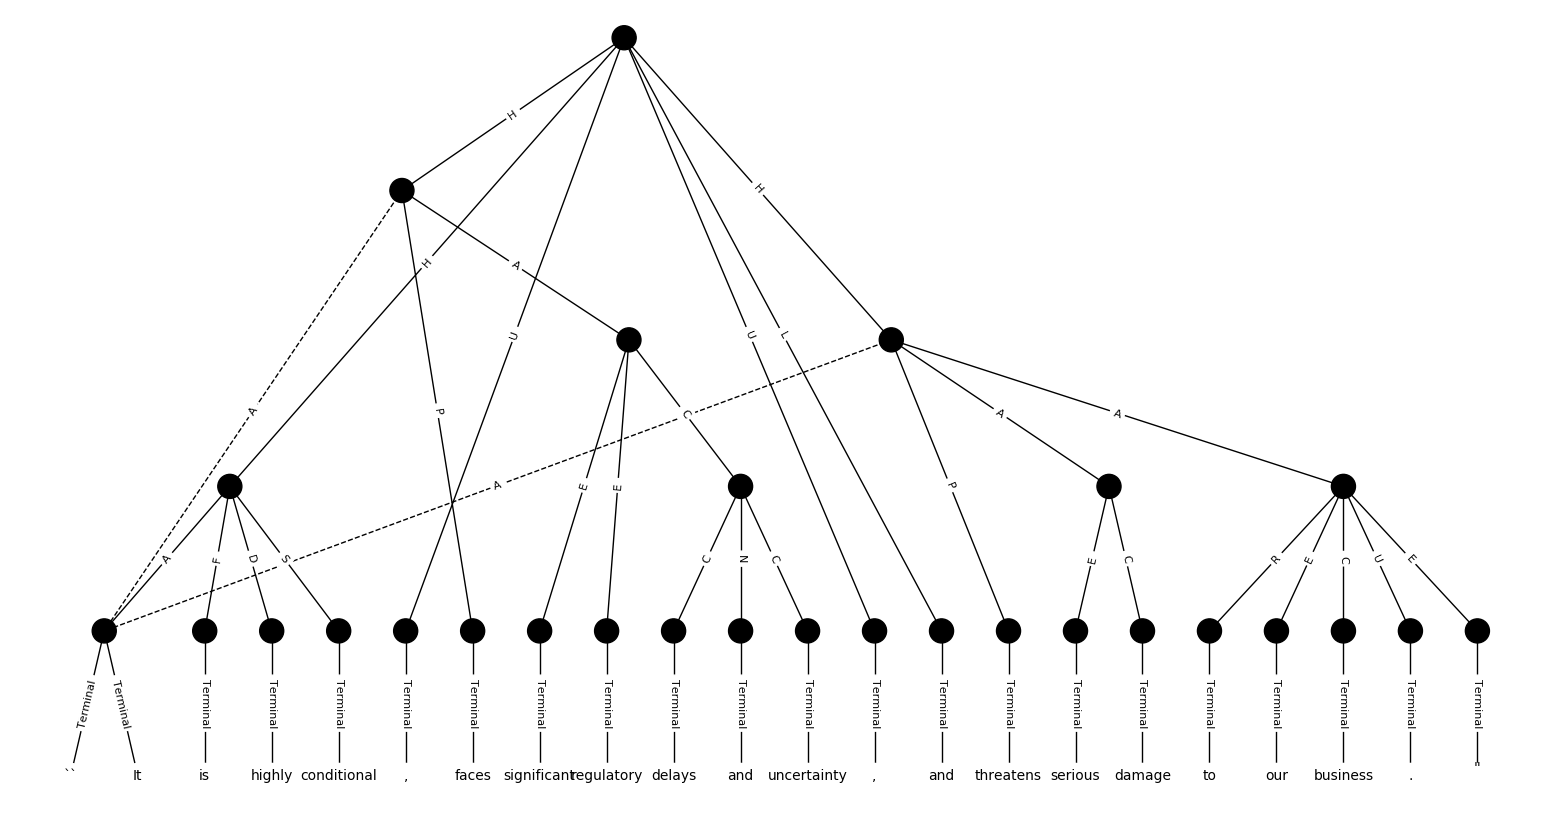 H
H
H
A
H
A
U
U
L
A
P
C
A
A
A
E
E
P
A
F
D
S
C
N
C
E
C
R
E
C
U
E
Terminal Terminal Terminal Terminal Terminal Terminal Terminal Terminal Terminal Terminal Terminal Terminal Terminal Terminal Terminal Terminal Terminal Terminal Terminal Terminal Terminal Terminal
`` It is highly conditional , faces significant regulatory delays and uncertainty , and threatens serious damage to our business . "